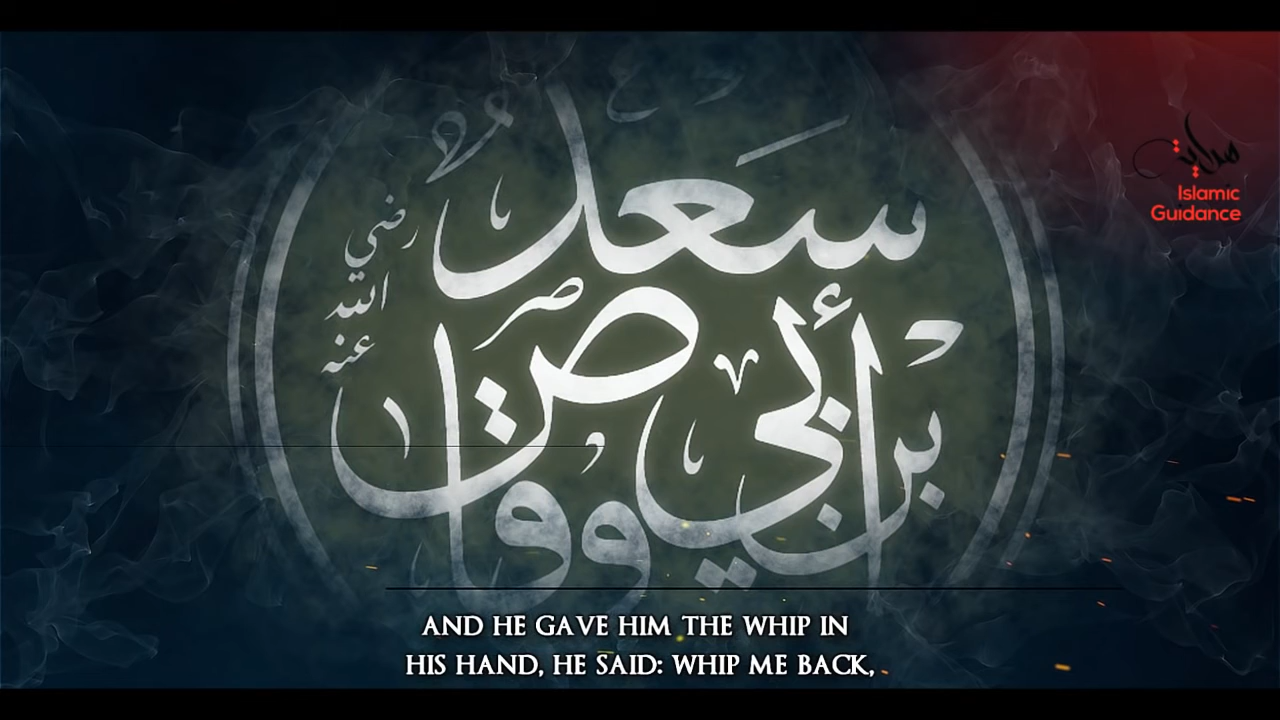 سَعد
بن أبي وقاص
رضي
الله
عنه
هداية
Islamic
Guidance
AND HE GAVE HIM THE WHIP IN
HIS HAND, HE SAID: WHIP ME BACK,